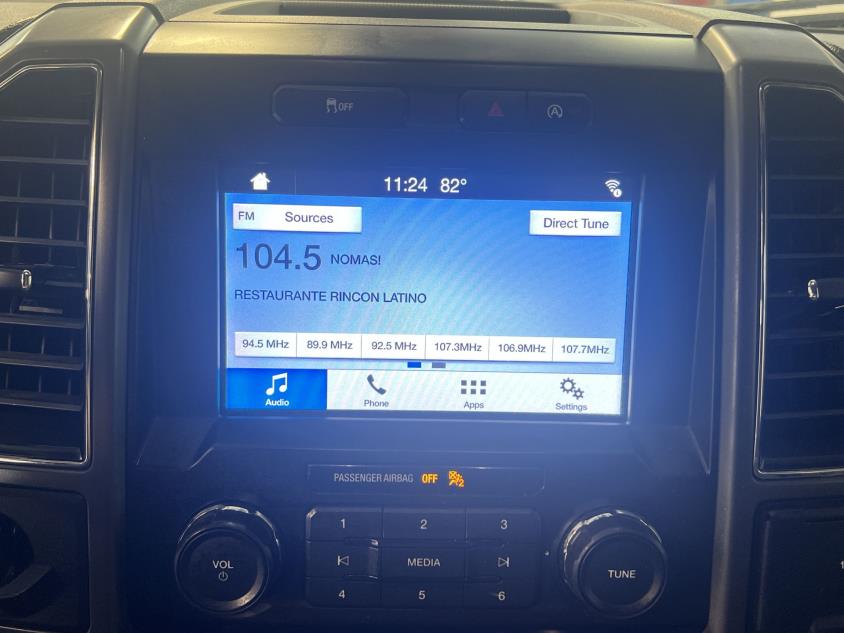 OFF
11:24 82°
FM Sources
Direct Tune
104.5 NOMAS!
RESTAURANTE RINCON LATINO
94.5 MHz 89.9 MHz 92.5 MHz 107.3MHz 106.9MHz 107.7MHz
Audio Phone Apps Settings
PASSENGER AIRBAG OFF
1 2 3
VOL
MEDIA
TUNE
4 5 6